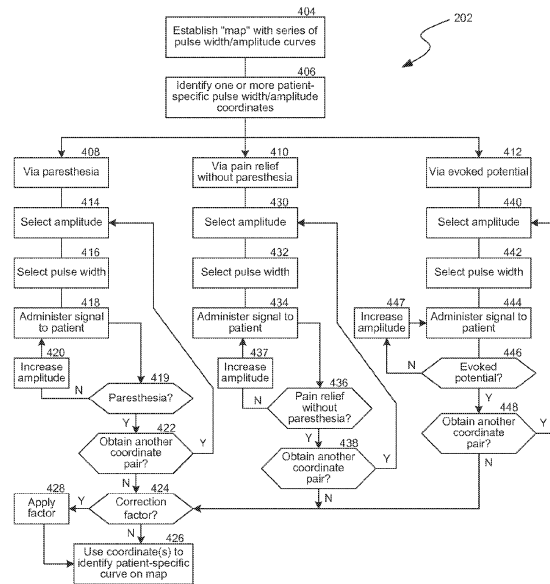 404
Establish "map" with series of
pulse width/amplitude curves
202
406
Identify one or more patient-
specific pulse width/amplitude
coordinates
408
Via paresthesia
414
Select amplitude
416
Select pulse width
418
Administer signal to
patient
420
Increase
amplitude
N
419
Paresthesia?
Y
422
Obtain another
coordinate
pair?
Y
N
410
Via pain relief
without paresthesia
430
Select amplitude
432
Select pulse width
434
Administer signal to
patient
437
Increase
amplitude
N
436
Pain relief
without
paresthesia?
Y
438
Obtain another
coordinate
pair?
Y
N
412
Via evoked potential
440
Select amplitude
442
Select pulse width
447
Increase
amplitude
444
Administer signal to
patient
446
N
Evoked
potential?
Y
448
Obtain another
coordinate
pair?
Y
N
428
Apply
factor
Y
424
Correction
factor?
N
426
Use coordinate(s) to
identify patient-specific
curve on map